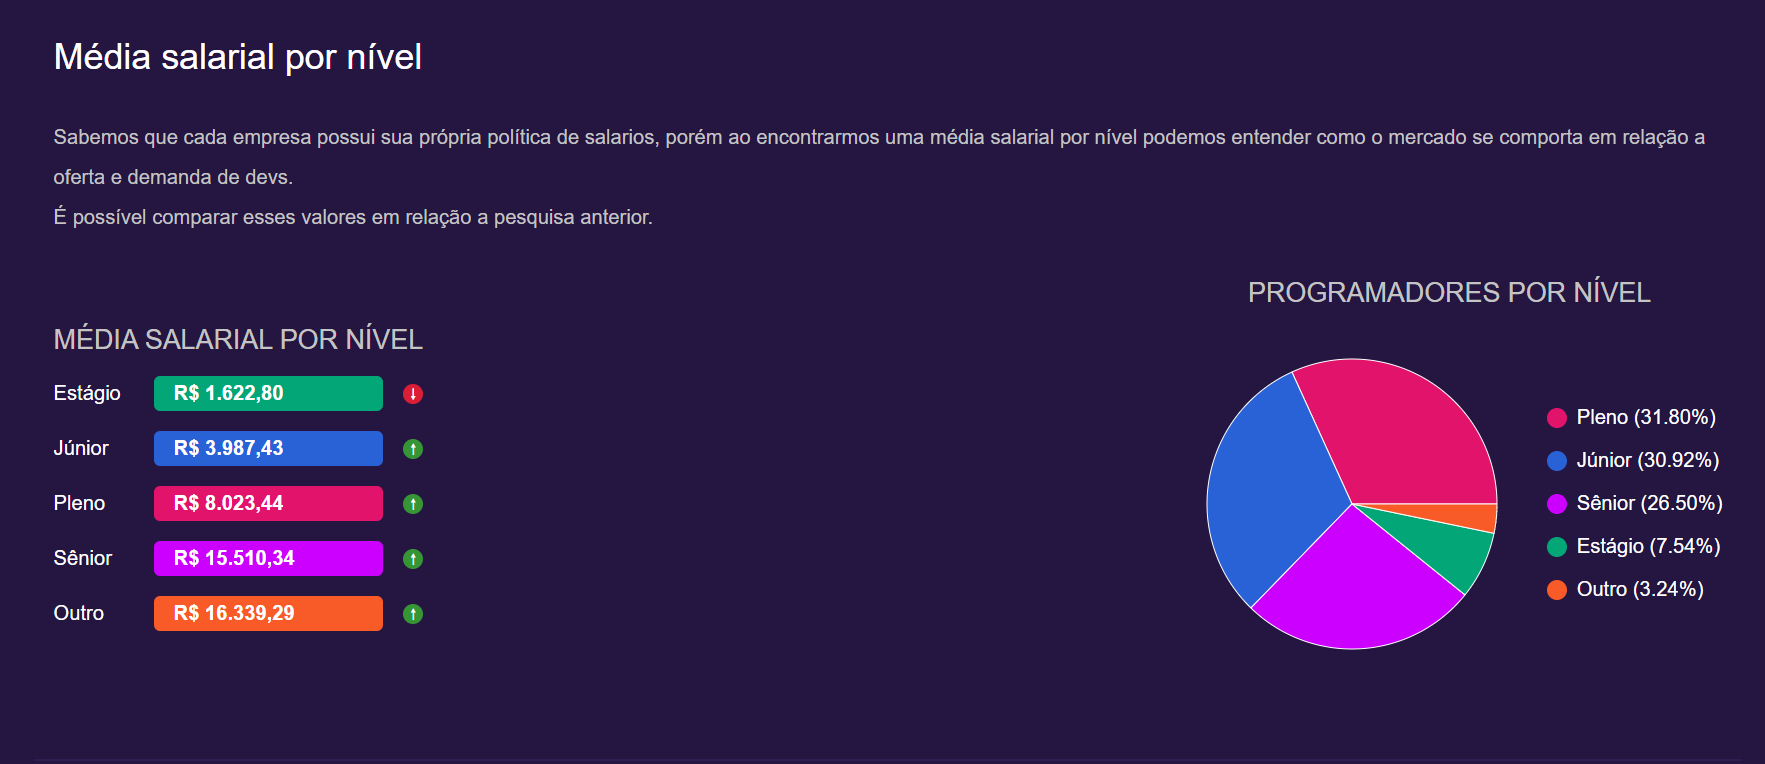 Média salarial por nível
Sabemos que cada empresa possui sua própria política de salarios, porém ao encontrarmos uma média salarial por nível podemos entender como o mercado se comporta em relação a
oferta e demanda de devs.
É possível comparar esses valores em relação a pesquisa anterior.
MÉDIA SALARIAL POR NÍVEL
Estágio R$ 1.622,80
Júnior R$ 3.987,43
Pleno R$ 8.023,44
Sênior R$ 15.510,34
Outro R$ 16.339,29
PROGRAMADORES POR NÍVEL
Pleno (31.80%)
Júnior (30.92%)
Sênior (26.50%)
Estágio (7.54%)
Outro (3.24%)